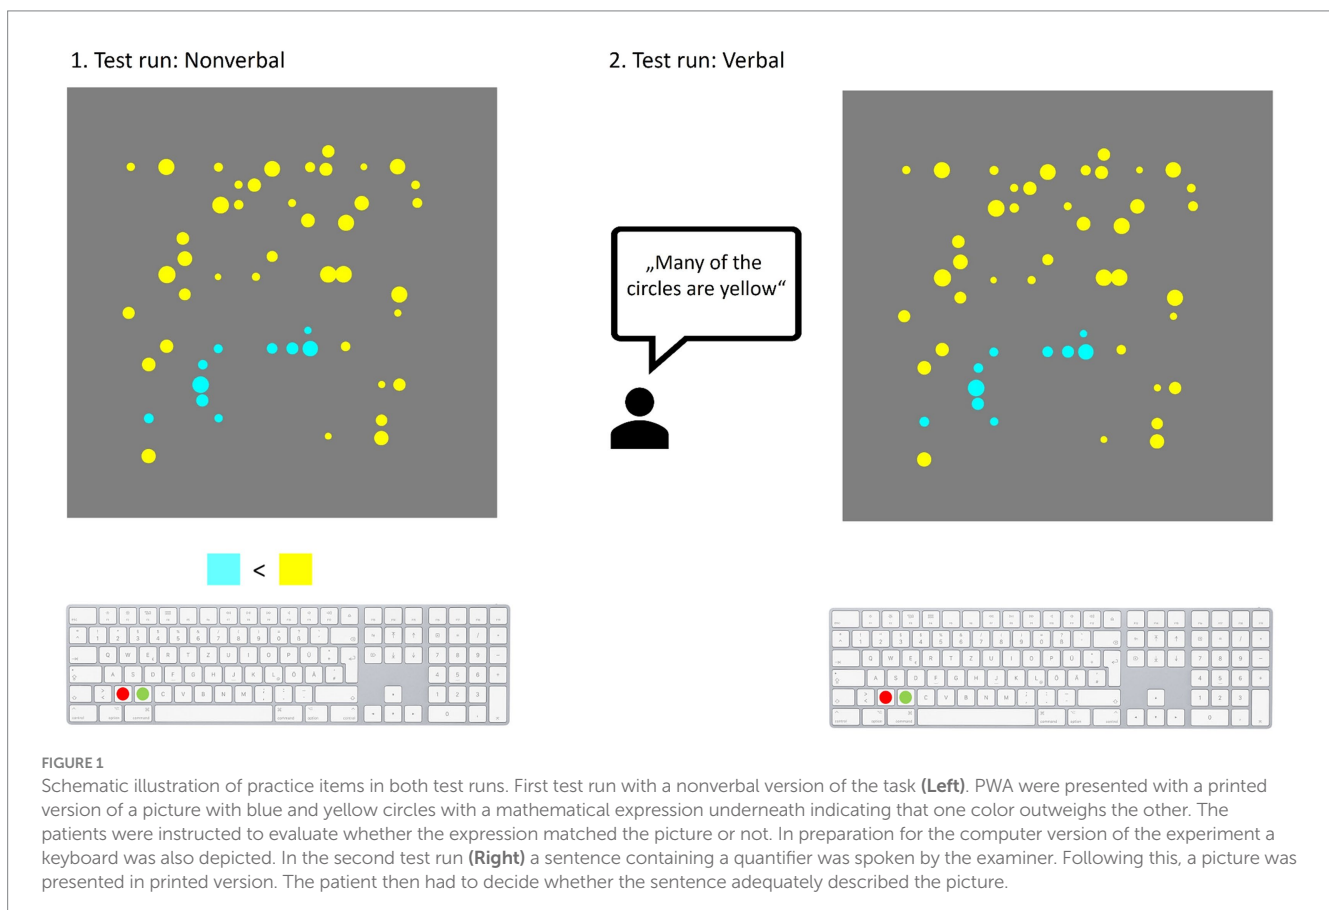 1. Test run: Nonverbal
2. Test run: Verbal
„Many of the
circles are yellow“
<
FIGURE 1
Schematic illustration of practice items in both test runs. First test run with a nonverbal version of the task (Left). PWA were presented with a printed
version of a picture with blue and yellow circles with a mathematical expression underneath indicating that one color outweighs the other. The
patients were instructed to evaluate whether the expression matched the picture or not. In preparation for the computer version of the experiment a
keyboard was also depicted. In the second test run (Right) a sentence containing a quantifier was spoken by the examiner. Following this, a picture was
presented in printed version. The patient then had to decide whether the sentence adequately described the picture.